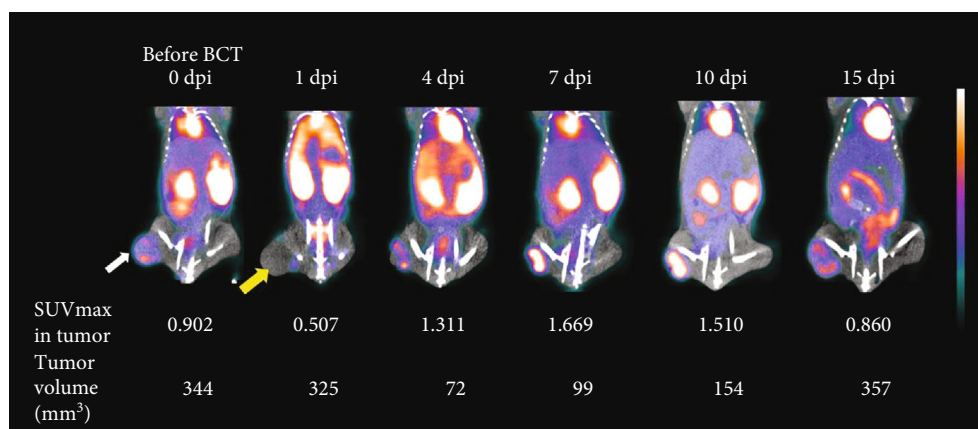 Before BCT
0 dpi 1 dpi 4 dpi 7 dpi 10 dpi 15 dpi
SUVmax
in tumor 0.902 0.507 1.311 1.669 1.510 0.860
Tumor
volume 344 325 72 99 154 357
(mm³)